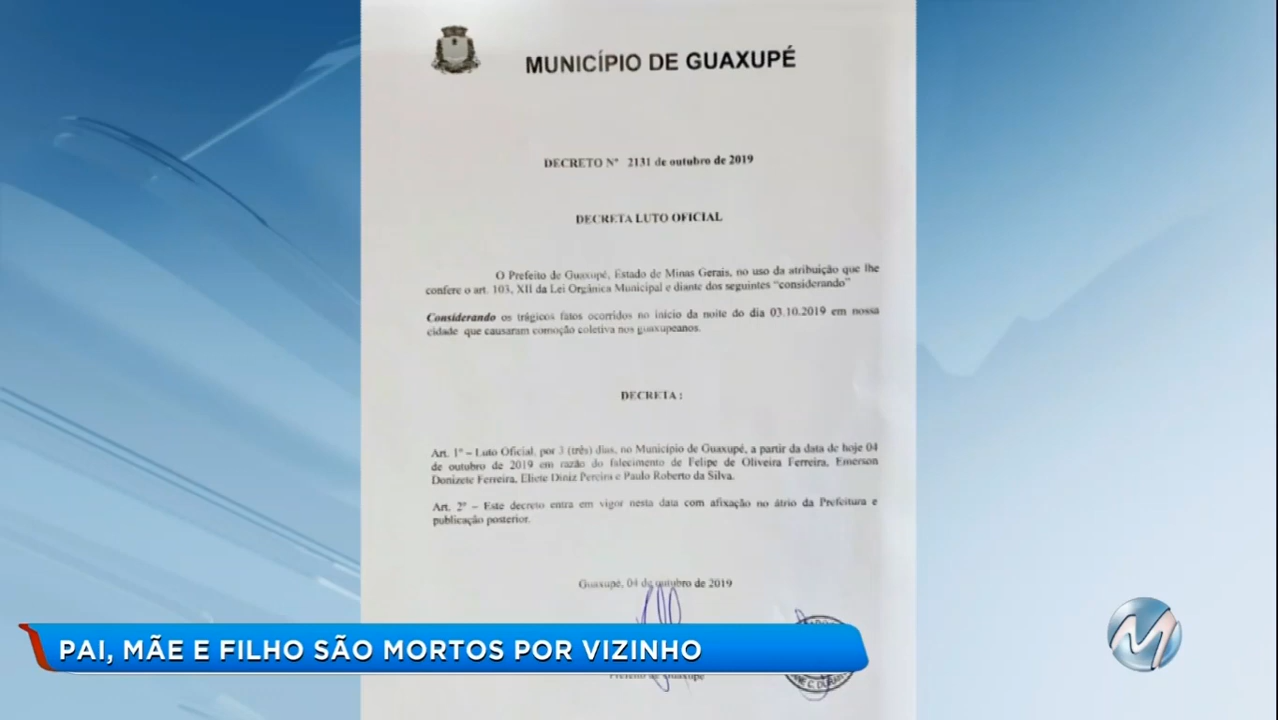 MUNICÍPIO DE GUAXUPÉ
DECRETO Nº 2131 de outubro de 2019
DECRETA LUTO OFICIAL
O Prefeito de Guaxupé, Estado de Minas Gerais, no uso da atribuição que lhe
confere o art. 103, XII da Lei Orgânica Municipal e diante dos seguintes “considerando”
Considerando os trágicos fatos ocorridos no início da noite do dia 03.10.2019 em nossa
cidade que causaram comoção coletiva nos guaxupeanos.
DECRETA :
Art. 1º – Luto Oficial, por 3 (três) dias, no Município de Guaxupé, a partir da data de hoje 04
de outubro de 2019 em razão do falecimento de Felipe de Oliveira Ferreira, Emerson
Donizete Ferreira, Eliete Diniz Pereira e Paulo Roberto da Silva.
Art. 2º – Este decreto entra em vigor nesta data com afixação no átrio da Prefeitura e
publicação posterior.
Guaxupé, 04 de outubro de 2019
PAI, MÃE E FILHO SÃO MORTOS POR VIZINHO
Prefeito de Guaxupé
M